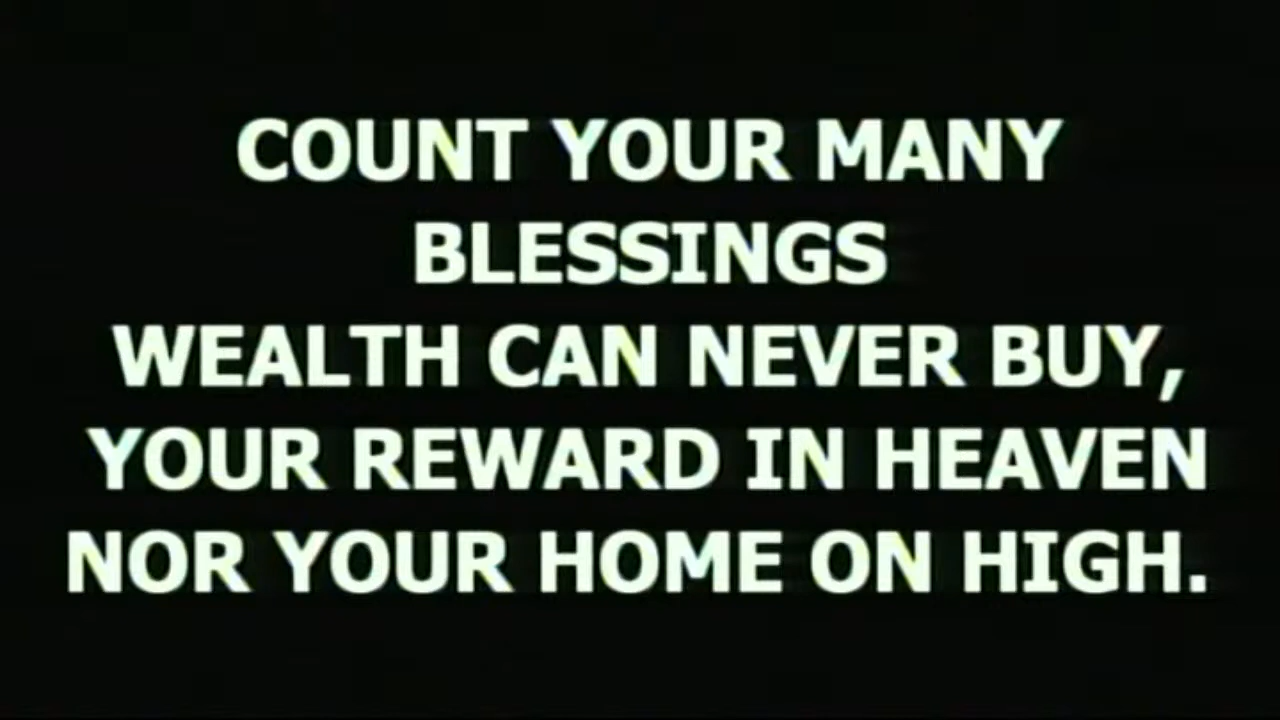 COUNT YOUR MANY
BLESSINGS
WEALTH CAN NEVER BUY,
YOUR REWARD IN HEAVEN
NOR YOUR HOME ON HIGH.